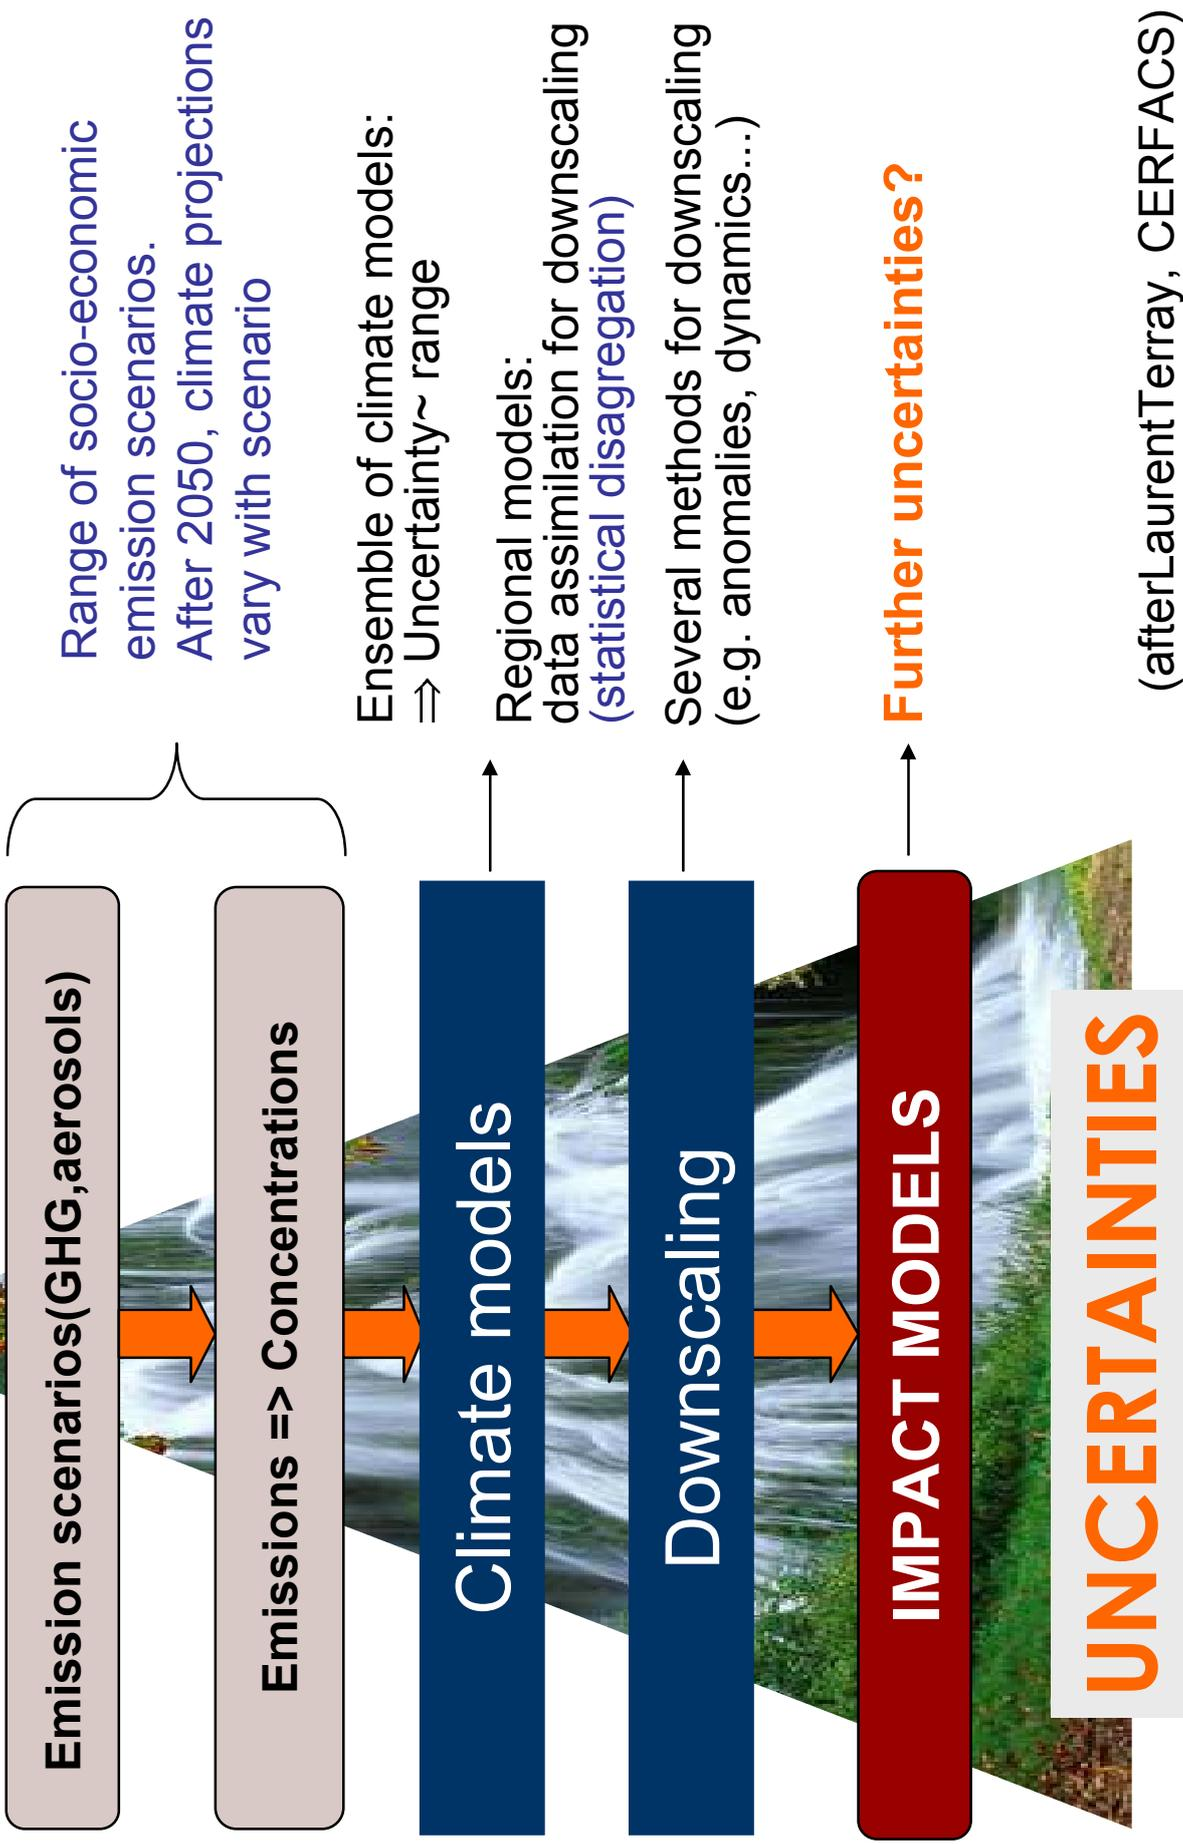 Emission scenarios(GHG,aerosols)
Range of socio-economic
emission scenarios.
After 2050, climate projections
vary with scenario
Emissions => Concentrations
Climate models
Ensemble of climate models:
⇒ Uncertainty~ range
Regional models:
data assimilation for downscaling
(statistical disagregation)
Downscaling
Several methods for downscaling
(e.g. anomalies, dynamics...)
IMPACT MODELS
Further uncertainties?
UNCERTAINTIES
(afterLaurentTerray, CERFACS)